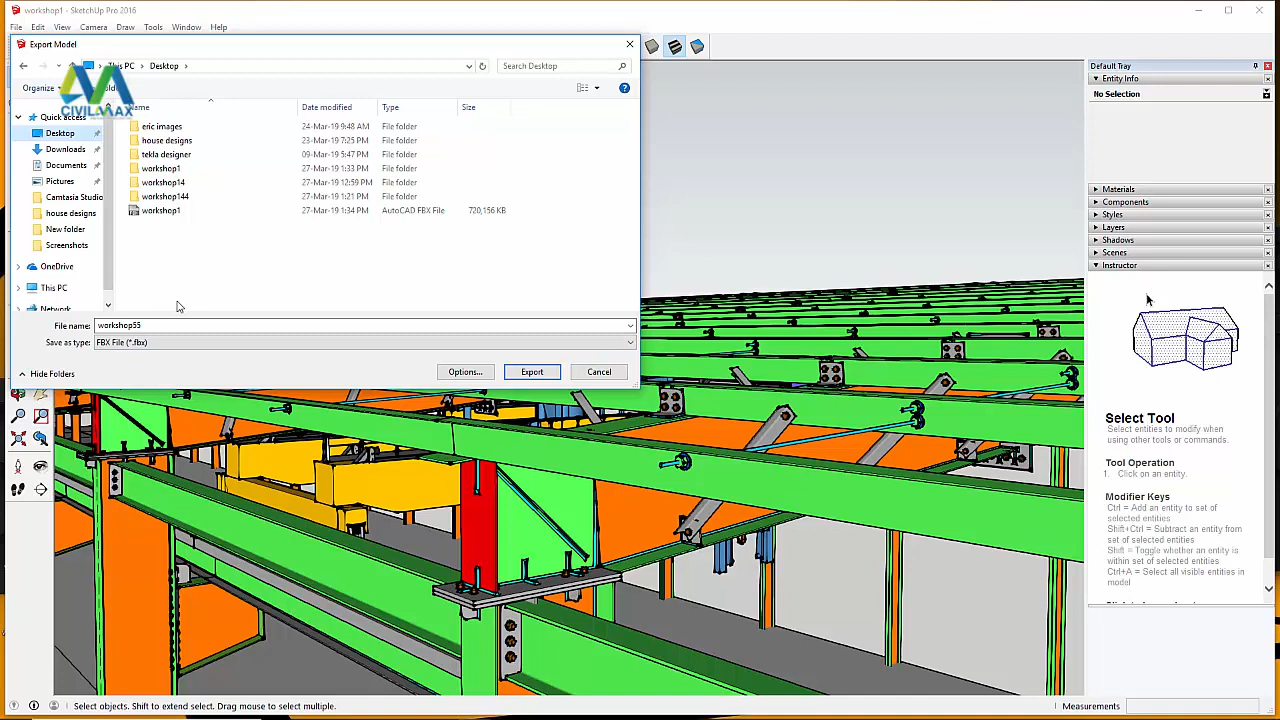 workshop1 - SketchUp Pro 2016
File Edit View Camera Draw Tools Window Help
Export Model
This PC Desktop
Search Desktop
Organize
CIVILMAX
Date modified Type Size
Quick access
Desktop
Downloads
Documents
Pictures
Camtasia Studio
house designs
New folder
Screenshots
OneDrive
This PC
Network
eric images 24-Mar-19 9:48 AM File folder
house designs 23-Mar-19 7:25 PM File folder
tekla designer 09-Mar-19 5:47 PM File folder
workshop1 27-Mar-19 1:33 PM File folder
workshop14 27-Mar-19 12:59 PM File folder
workshop144 27-Mar-19 1:21 PM File folder
workshop1 27-Mar-19 1:34 PM AutoCAD FBX File 720,156 KB
File name: workshop55
Save as type: FBX File (*.fbx)
Hide Folders
Options... Export Cancel
Default Tray
Entity Info
No Selection
Materials
Components
Styles
Layers
Shadows
Scenes
Instructor
Select Tool
Select entities to modify when
using other tools or commands.
Tool Operation
1. Click on an entity.
Modifier Keys
Ctrl = Add an entity to set of
selected entities
Shift+Ctrl = Subtract an entity from
set of selected entities
Shift = Toggle whether an entity is
within set of selected entities
Ctrl+A = Select all visible entities in
model
Select objects. Shift to extend select. Drag mouse to select multiple.
Measurements